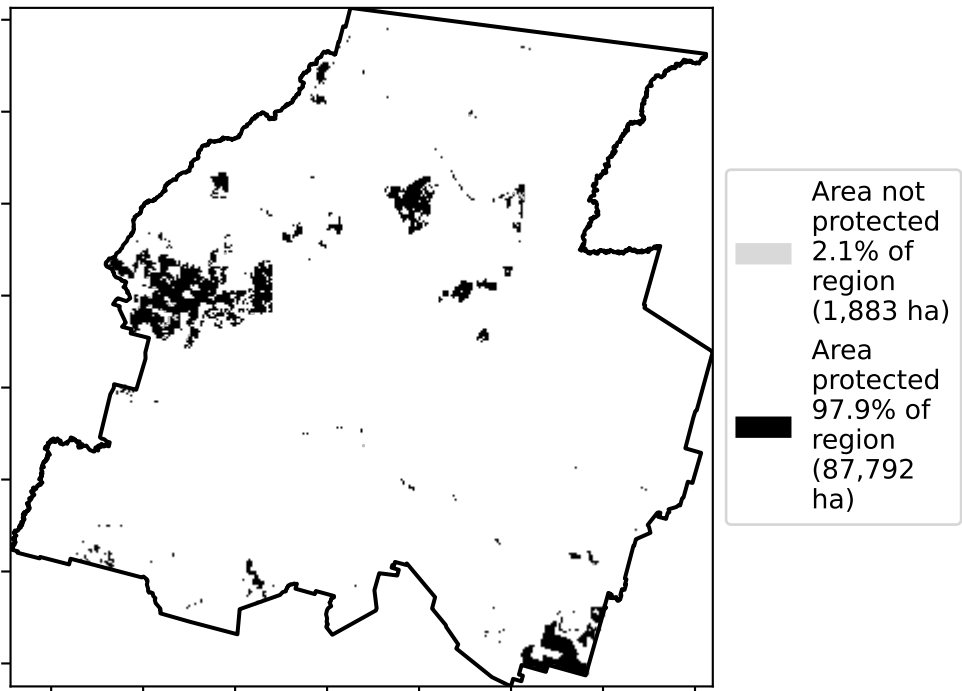 Area not
protected
2.1% of
region
(1,883 ha)
Area
protected
97.9% of
region
(87,792
ha)